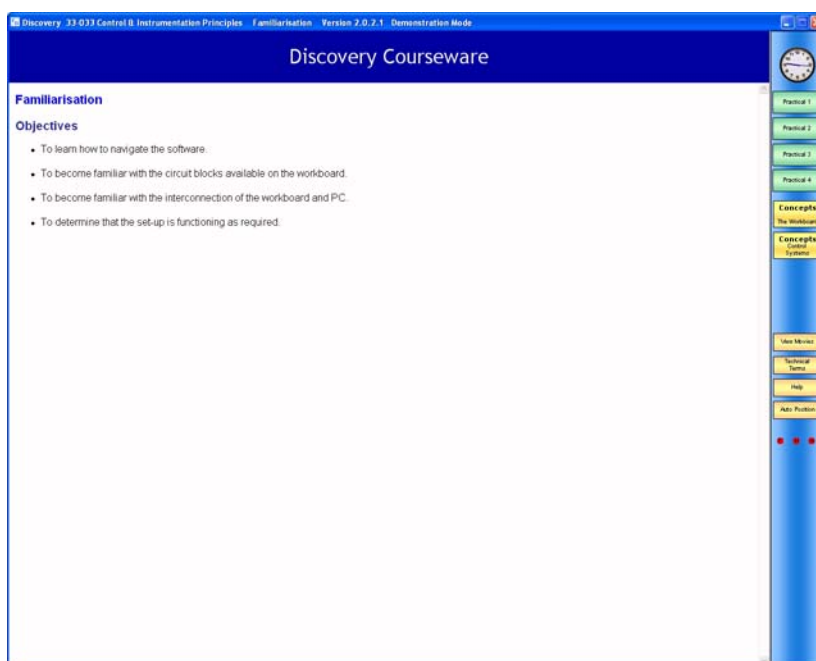 Discovery 33-033 Control & Instrumentation Principles Familiarisation Version 2.0.2.1 Demonstration Mode
Discovery Courseware
Familiarisation
Objectives
• To learn how to navigate the software.
• To become familiar with the circuit blocks available on the workboard.
• To become familiar with the interconnection of the workboard and PC.
• To determine that the set-up is functioning as required.
Practical 1
Practical 2
Practical 3
Practical 4
Concepts
The Workboard
Concepts
Control
Systems
View Movies
Technical
Terms
Help
Auto Position